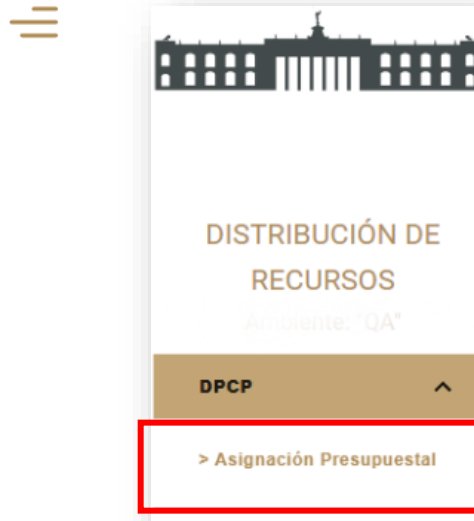 DISTRIBUCIÓN DE
RECURSOS
Ambiente: "QA"
DPCP
> Asignación Presupuestal